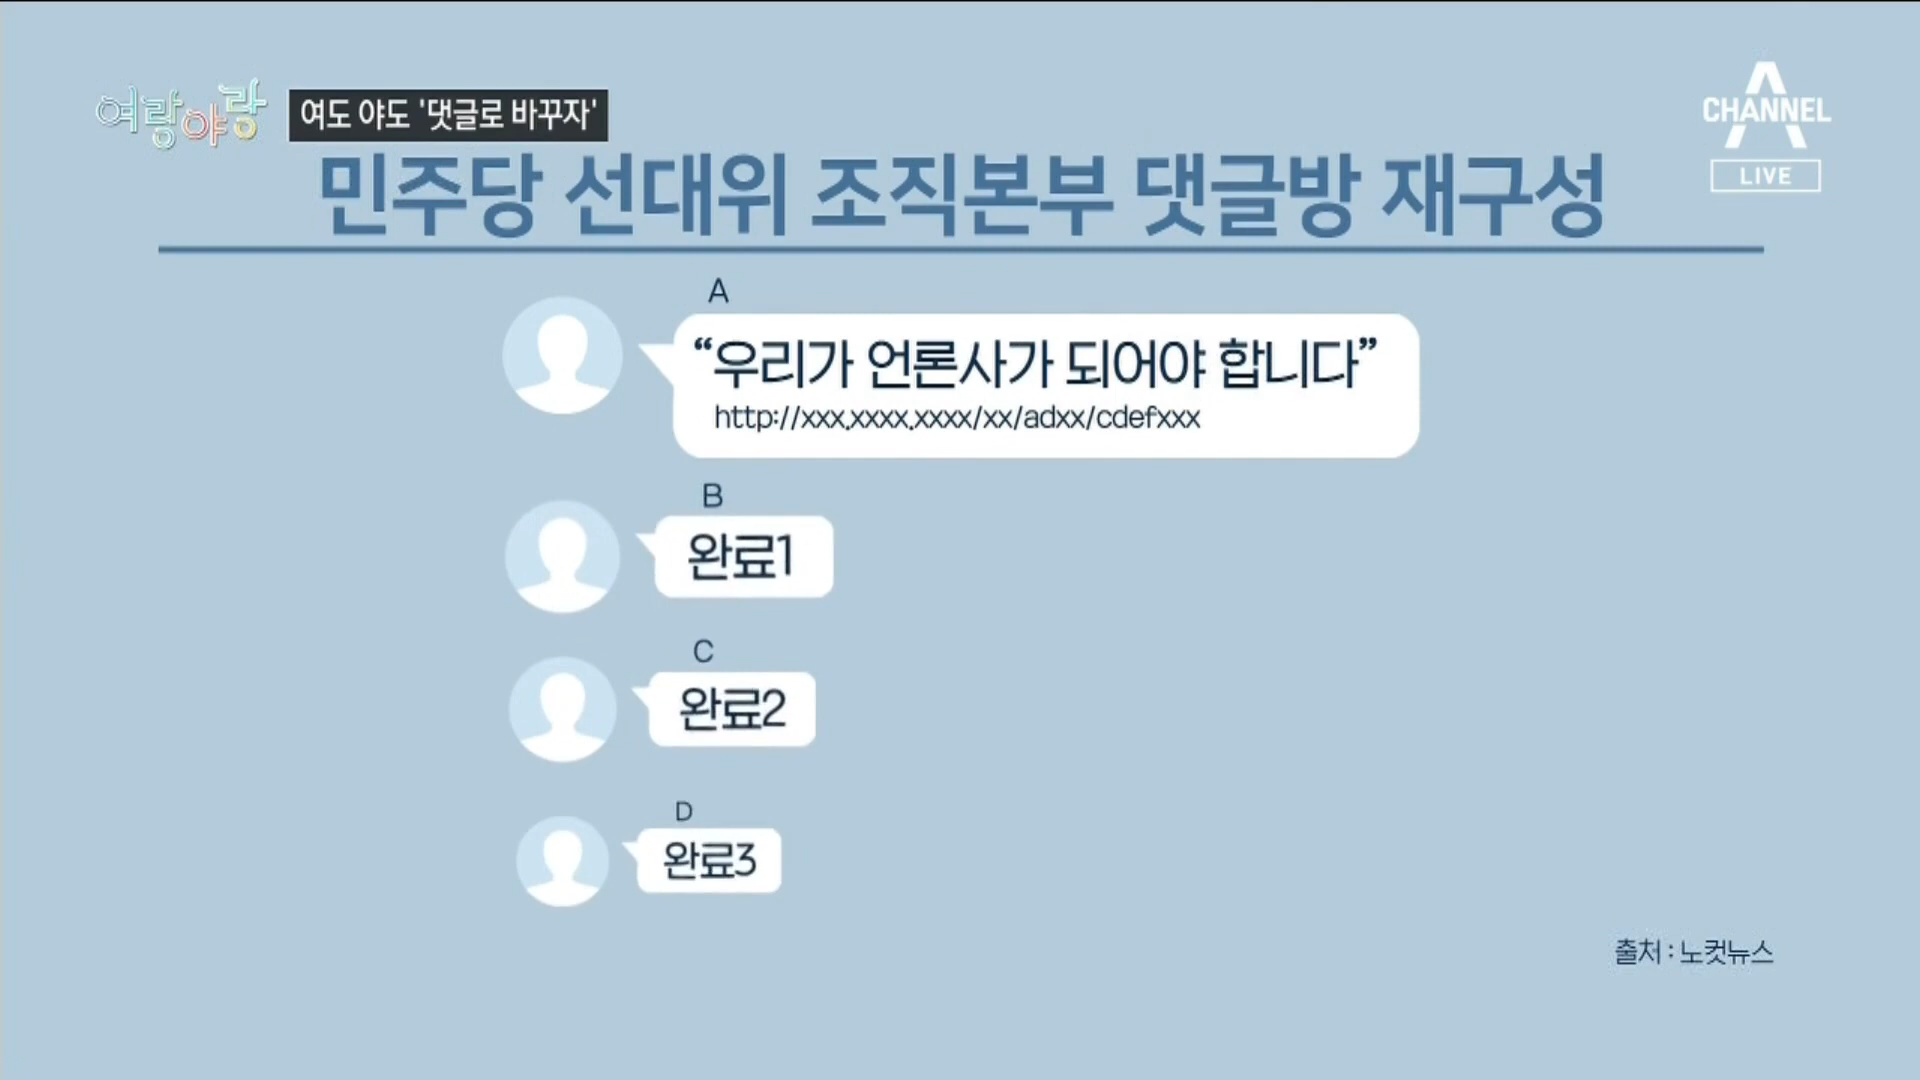 여랑야랑
여도 야도 '댓글로 바꾸자'
CHANNEL A
LIVE
민주당 선대위 조직본부 댓글방 재구성
A
“우리가 언론사가 되어야 합니다”
http://xxx.xxxx.xxxx/xx/adxx/cdefxxx
B
완료1
C
완료2
D
완료3
출처 : 노컷뉴스